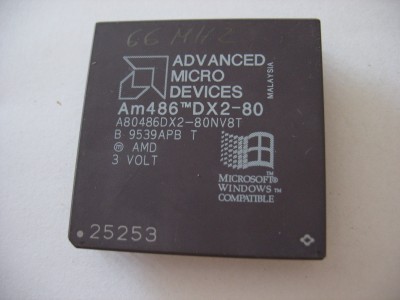 66 MHz
ADVANCED
MICRO
DEVICES
MALAYSIA
Am486™DX2-80
A80486DX2-80NV8T
B 9539APB T
ⓜ AMD
3 VOLT
MICROSOFT®
WINDOWS™
COMPATIBLE
25253